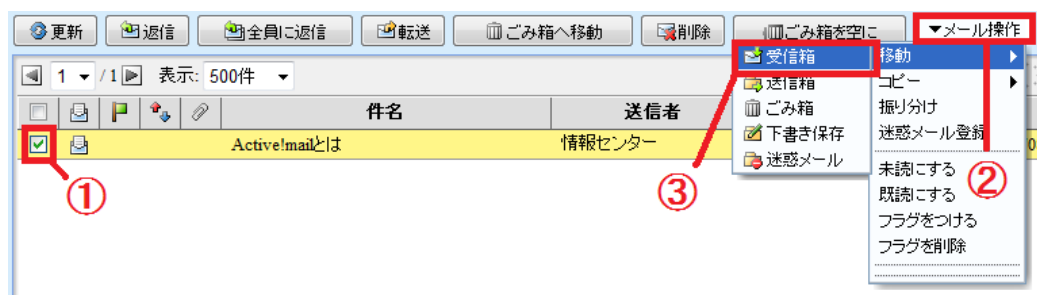 更新 返信 全員に返信 転送 ごみ箱へ移動 削除 ごみ箱を空に ▼メール操作
1 ▼ / 1 表示: 500件 ▼
件名 送信者
Active!mailとは 情報センター
①
②
③
受信箱
送信箱
ごみ箱
下書き保存
迷惑メール
移動
コピー
振り分け
迷惑メール登録
未読にする
既読にする
フラグをつける
フラグを削除